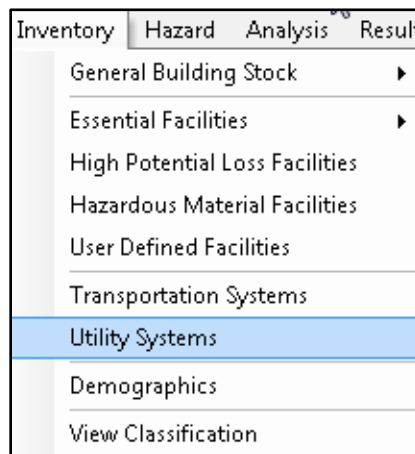 Inventory Hazard Analysis Resul
General Building Stock
Essential Facilities
High Potential Loss Facilities
Hazardous Material Facilities
User Defined Facilities
Transportation Systems
Utility Systems
Demographics
View Classification